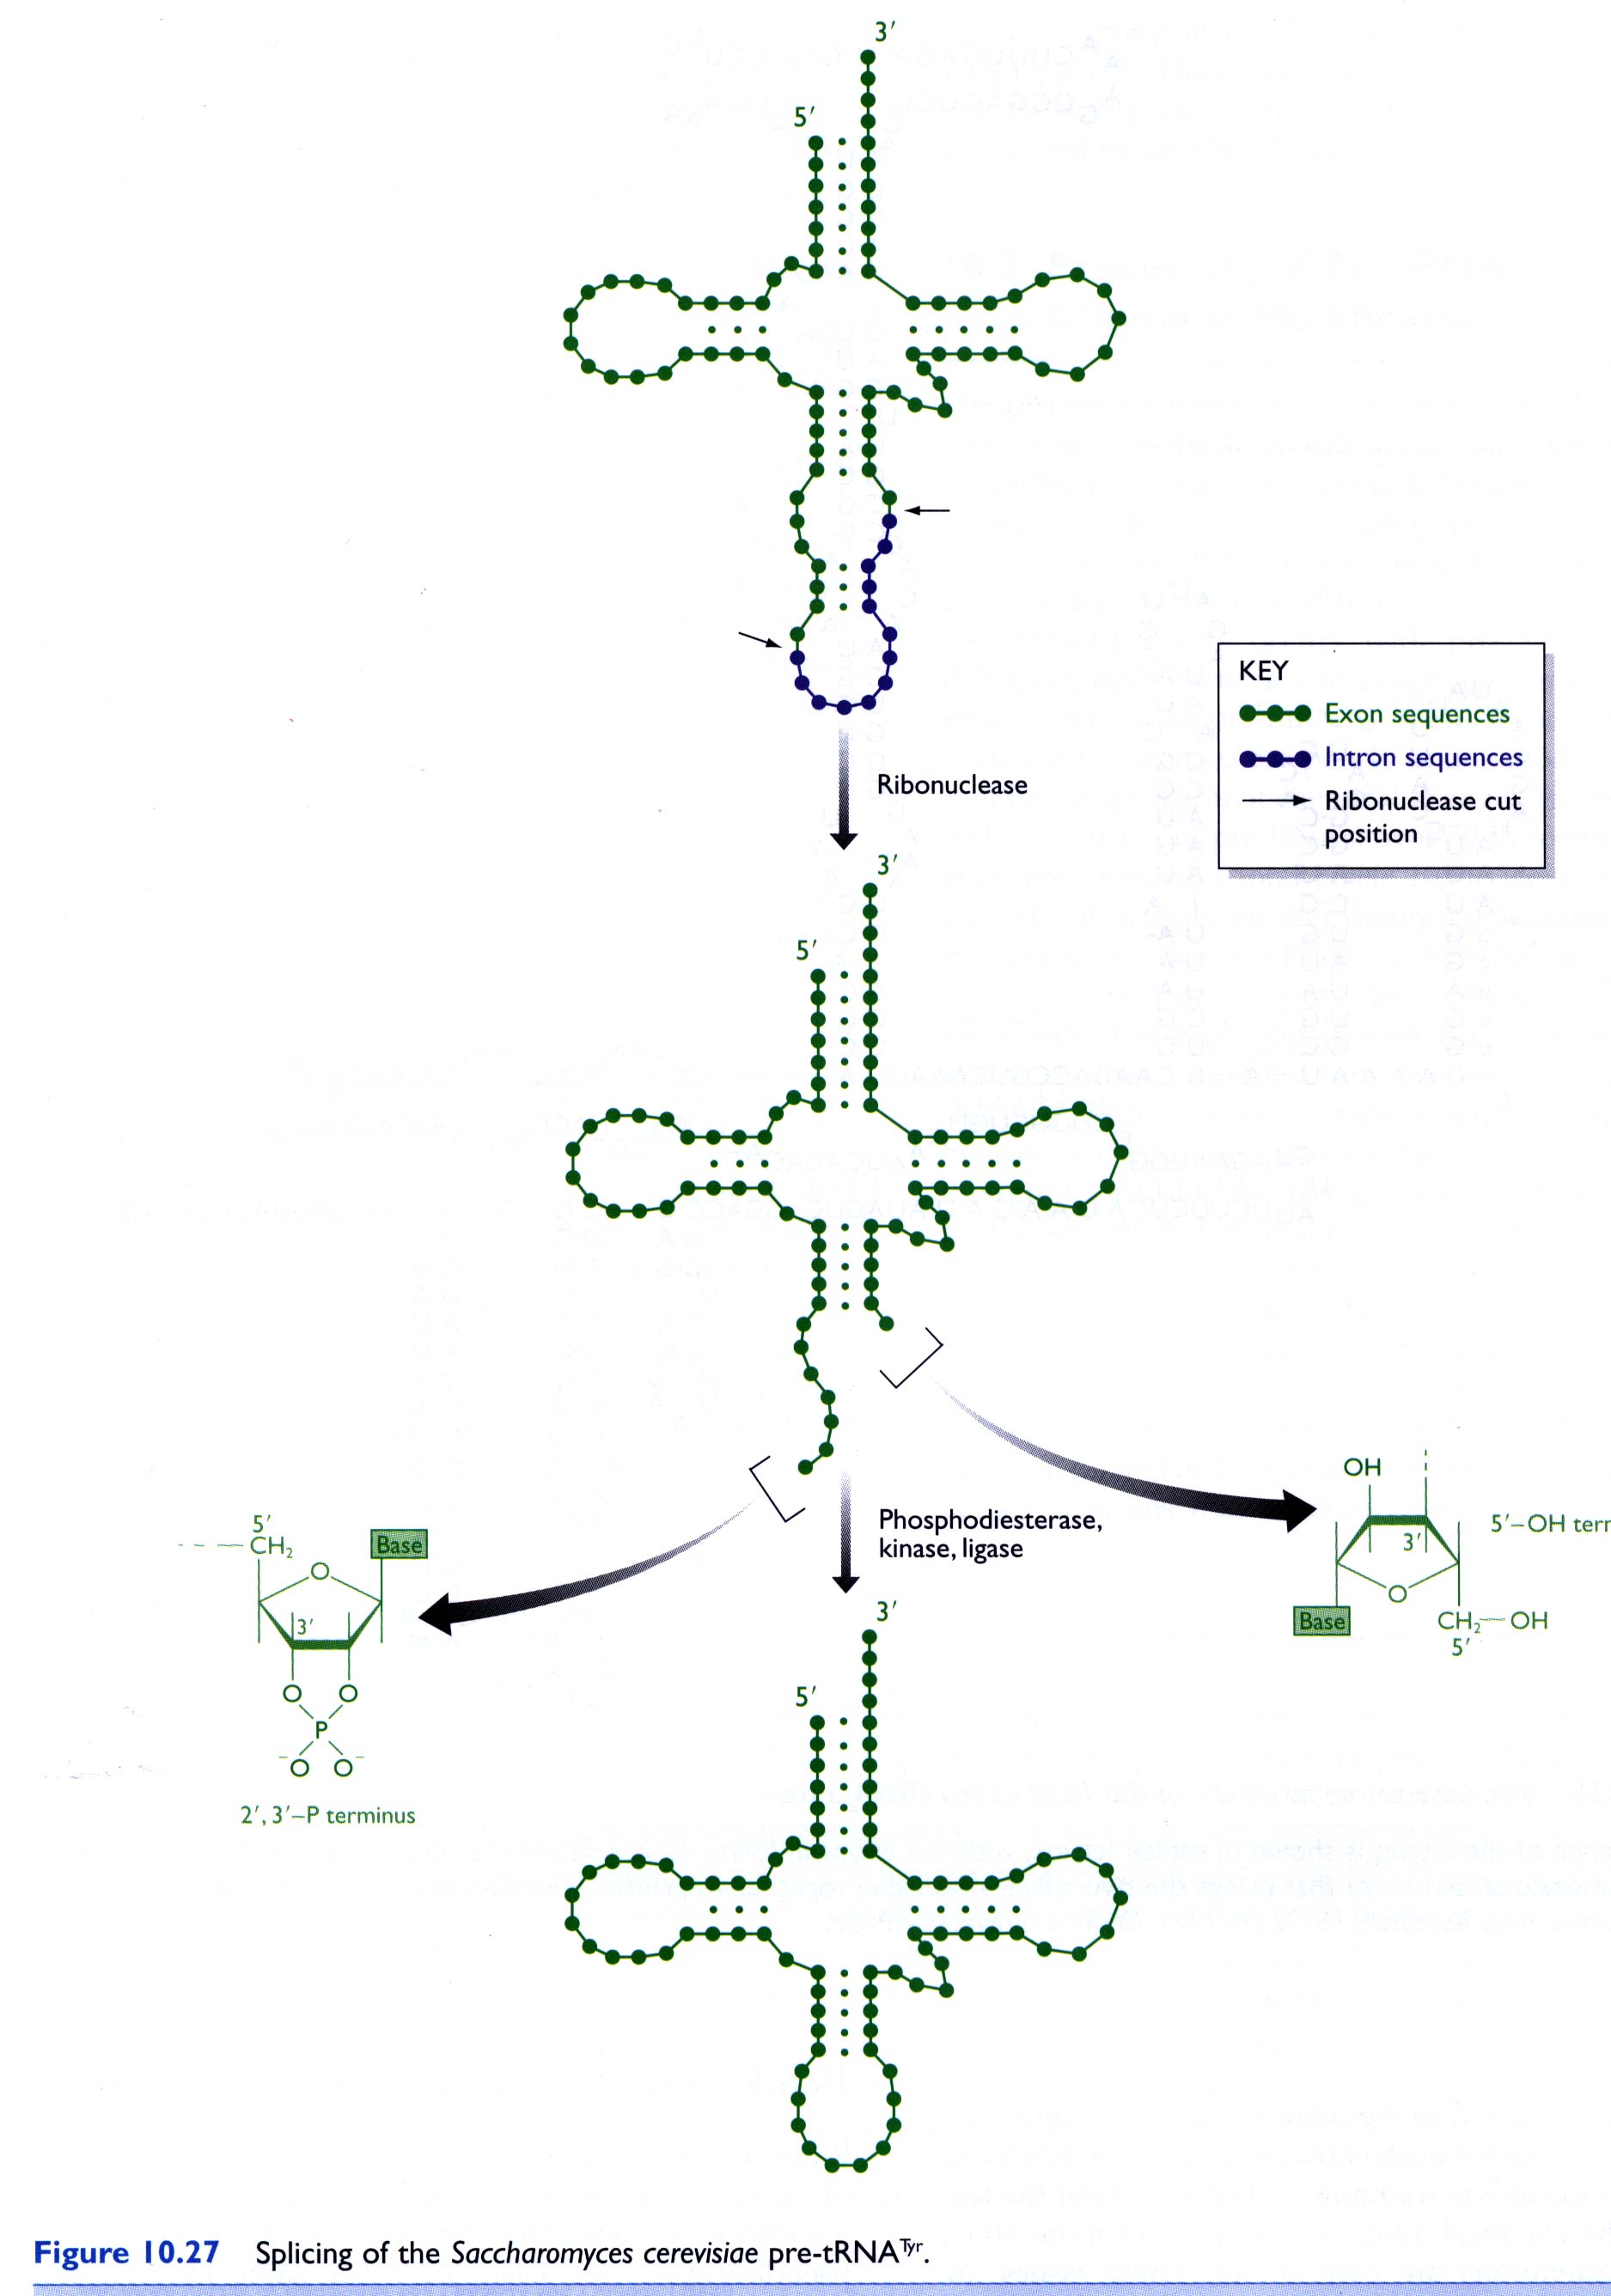 3′
5′
KEY
Exon sequences
Intron sequences
Ribonuclease cut
position
Ribonuclease
3′
5′
Phosphodiesterase,
kinase, ligase
OH
3′
5′–OH
O
Base
CH₂—OH
5′
5′
CH₂
Base
O
3′
O O
P
⁻O O⁻
2′, 3′–P terminus
3′
5′
Figure 10.27 Splicing of the Saccharomyces cerevisiae pre-tRNAᵀʸʳ.